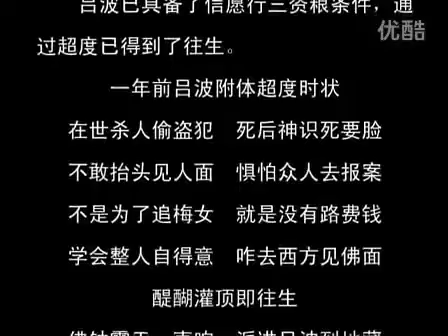 吕波已具备了信愿行三资粮条件，通
优酷
过超度已得到了往生。
一年前吕波附体超度时状
在世杀人偷盗犯　死后神识死要脸
不敢抬头见人面　惧怕众人去报案
不是为了追梅女　就是没有路费钱
学会整人自得意　咋去西方见佛面
醍醐灌顶即往生